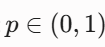 p ∈ (0, 1)